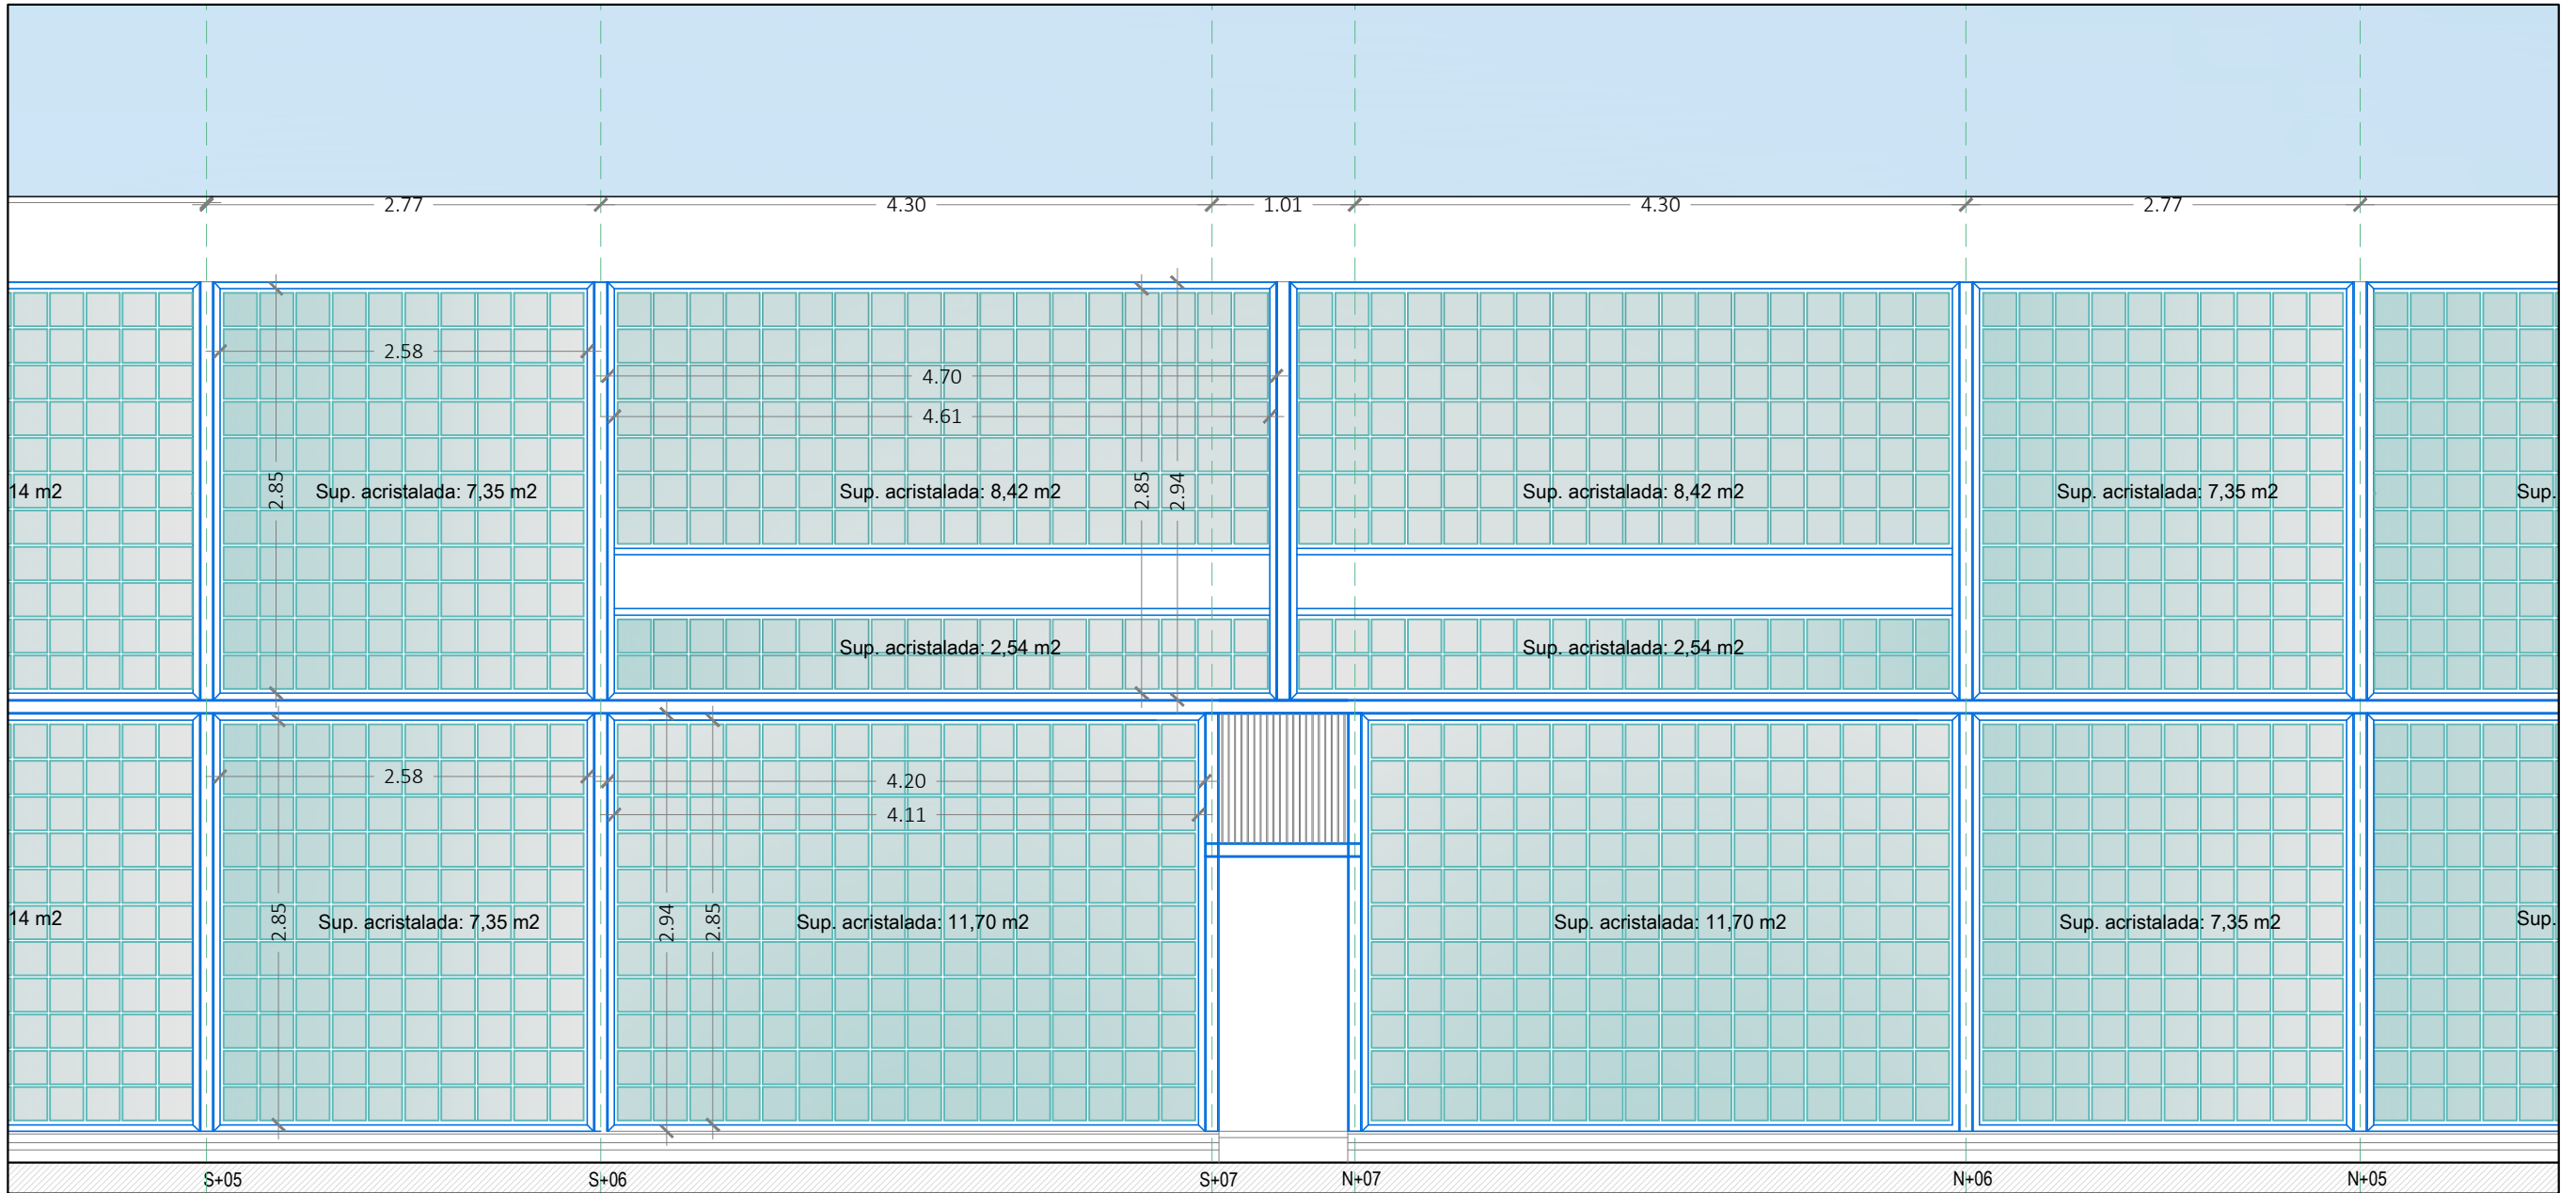 2.77
4.30
1.01
4.30
2.77
2.58
4.70
4.61
2.85
2.85
2.94
14 m2
Sup. acristalada: 7,35 m2
Sup. acristalada: 8,42 m2
Sup. acristalada: 8,42 m2
Sup. acristalada: 7,35 m2
Sup.
Sup. acristalada: 2,54 m2
Sup. acristalada: 2,54 m2
2.58
4.20
4.11
2.85
2.94
2.85
14 m2
Sup. acristalada: 7,35 m2
Sup. acristalada: 11,70 m2
Sup. acristalada: 11,70 m2
Sup. acristalada: 7,35 m2
Sup.
S+05
S+06
S+07
N+07
N+06
N+05